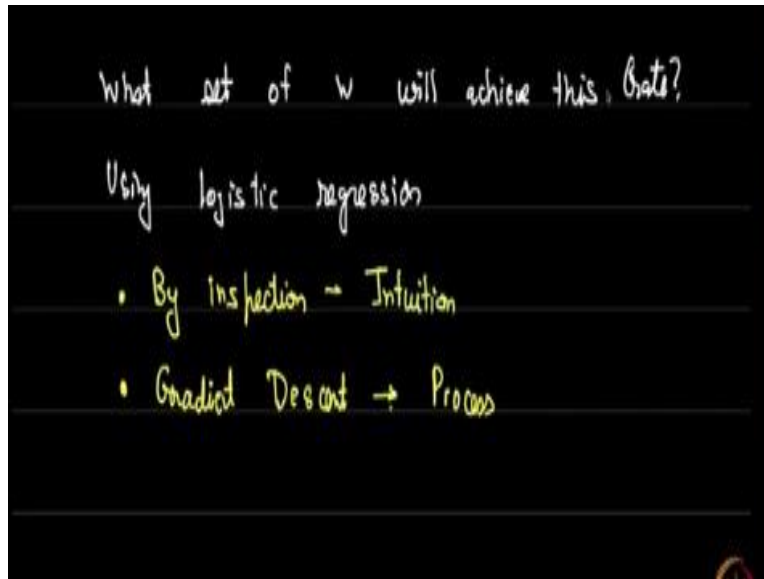 What set of w will achieve this Gate?
Using logistic regression
• By inspection - Intuition
• Gradient Descent → Process